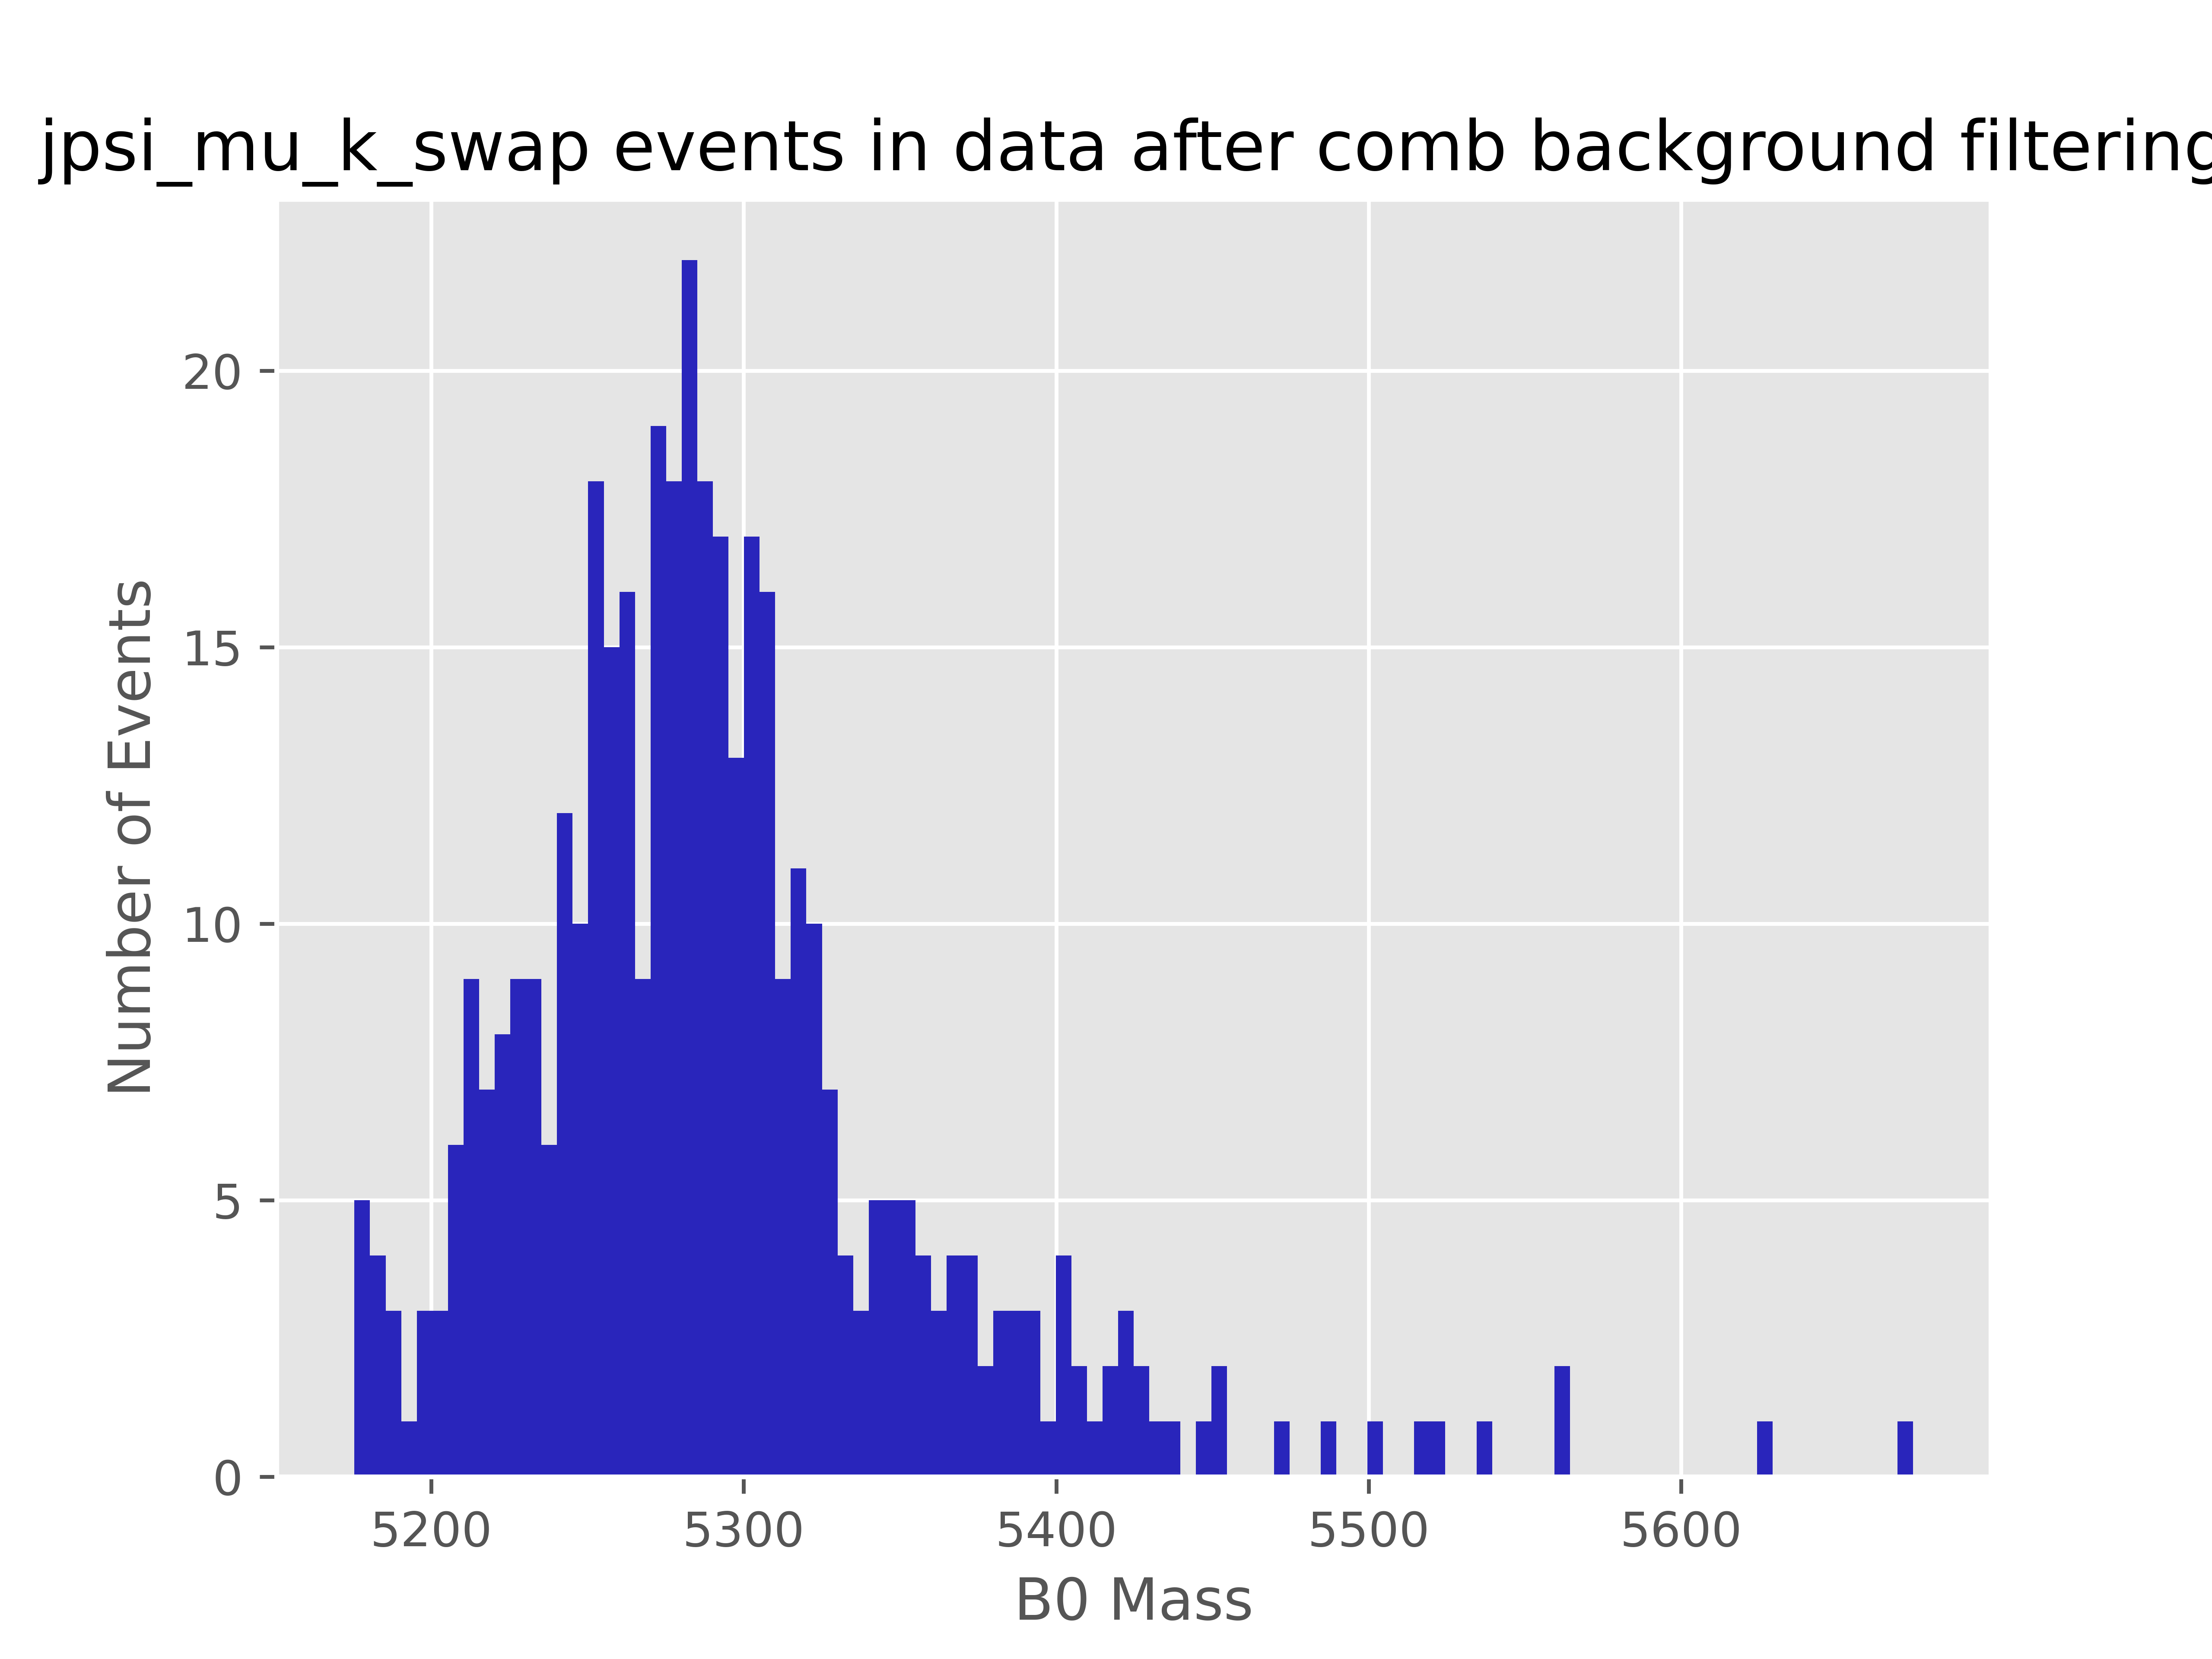 jpsi_mu_k_swap events in data after comb background filtering
Number of Events
20
15
10
5
0
5200 5300 5400 5500 5600
B0 Mass